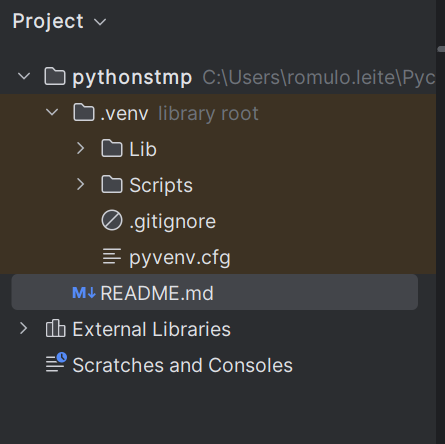 Project
pythonstmp C:\Users\romulo.leite\Pyc
.venv library root
Lib
Scripts
.gitignore
pyvenv.cfg
M↓ README.md
External Libraries
Scratches and Consoles